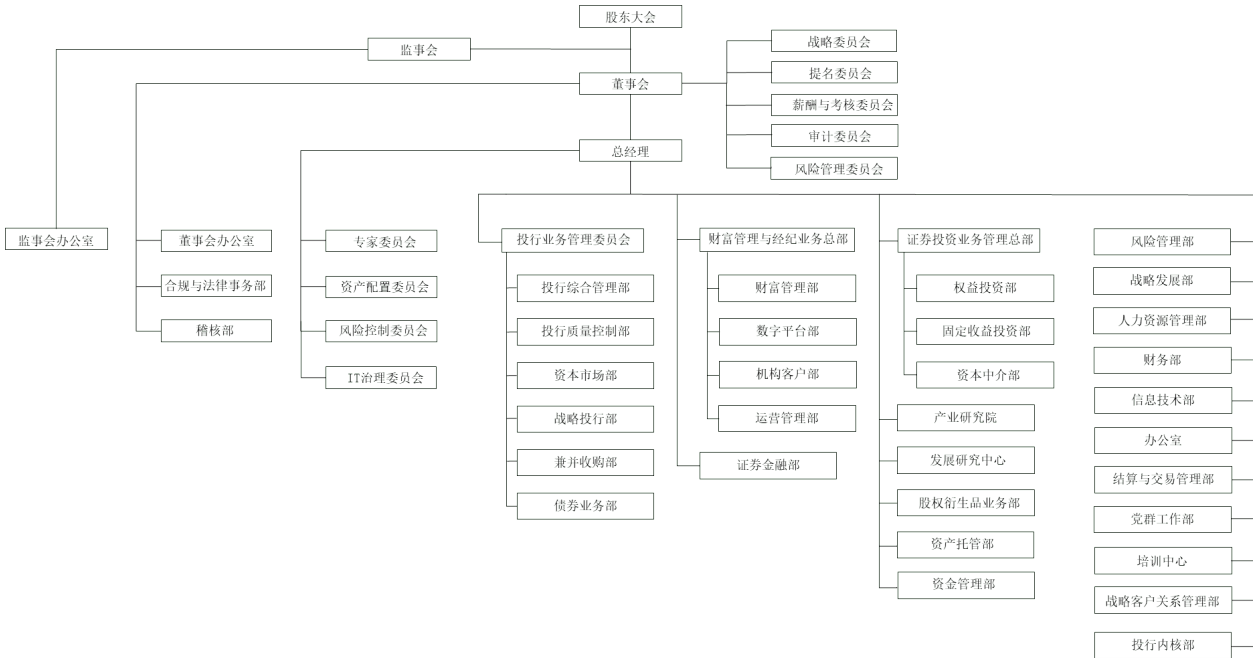 股东大会
监事会
战略委员会
提名委员会
董事会
薪酬与考核委员会
审计委员会
总经理
风险管理委员会
监事会办公室
董事会办公室
合规与法律事务部
稽核部
专家委员会
资产配置委员会
风险控制委员会
IT治理委员会
投行业务管理委员会
投行综合管理部
投行质量控制部
资本市场部
战略投行部
兼并收购部
债券业务部
财富管理与经纪业务总部
财富管理部
数字平台部
机构客户部
运营管理部
证券金融部
证券投资业务管理总部
权益投资部
固定收益投资部
资本中介部
产业研究院
发展研究中心
股权衍生品业务部
资产托管部
资金管理部
风险管理部
战略发展部
人力资源管理部
财务部
信息技术部
办公室
结算与交易管理部
党群工作部
培训中心
战略客户关系管理部
投行内核部